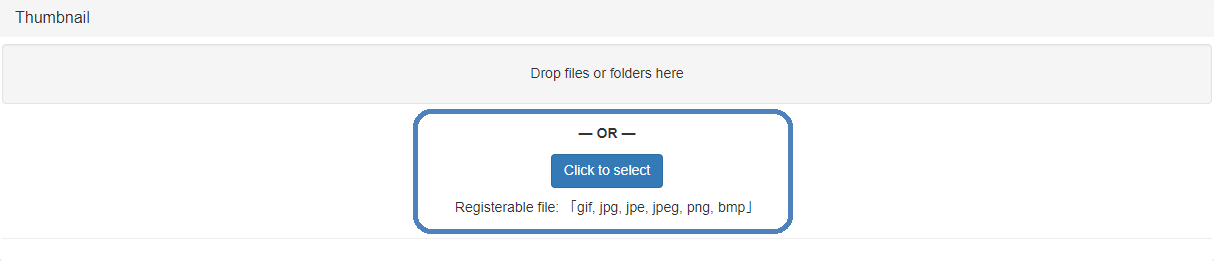 Thumbnail
Drop files or folders here
— OR —
Click to select
Registerable file: 「gif, jpg, jpe, jpeg, png, bmp」